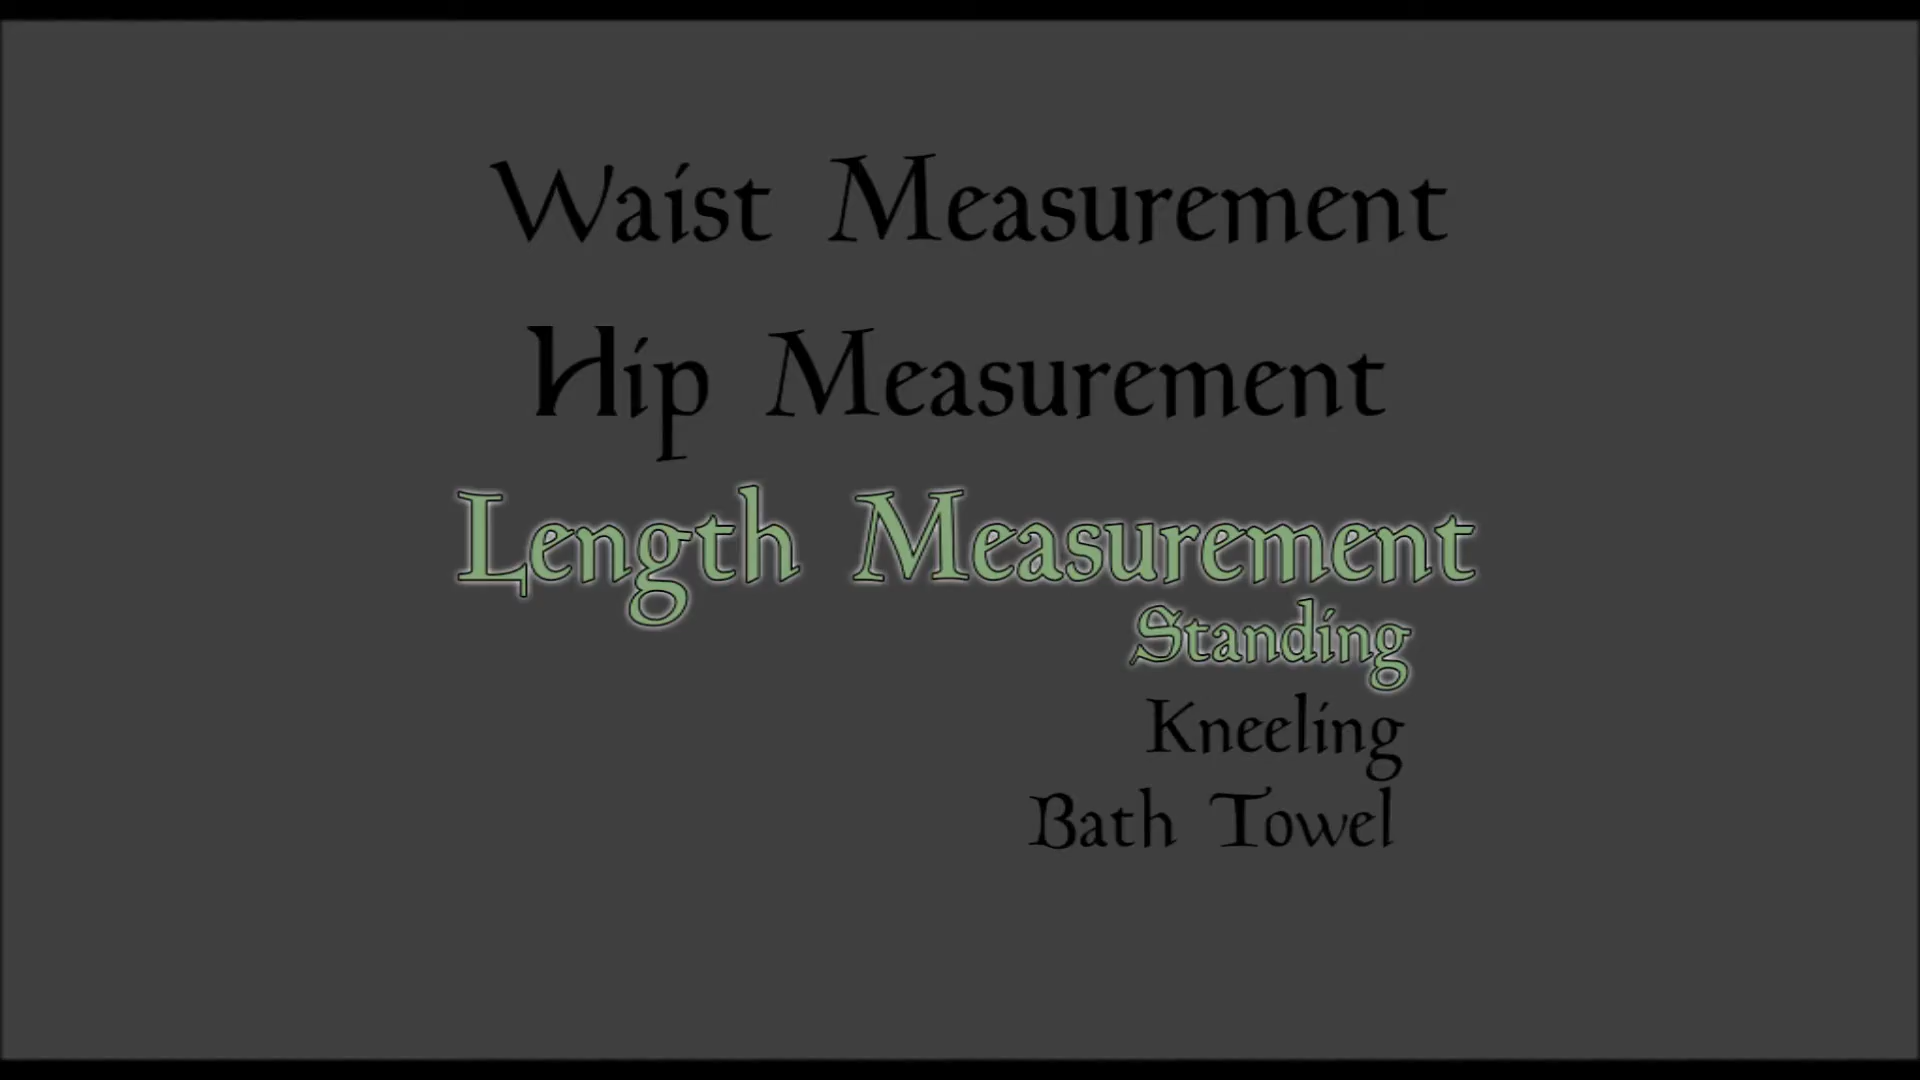 Waist Measurement
Hip Measurement
Length Measurement
Standing
Kneeling
Bath Towel